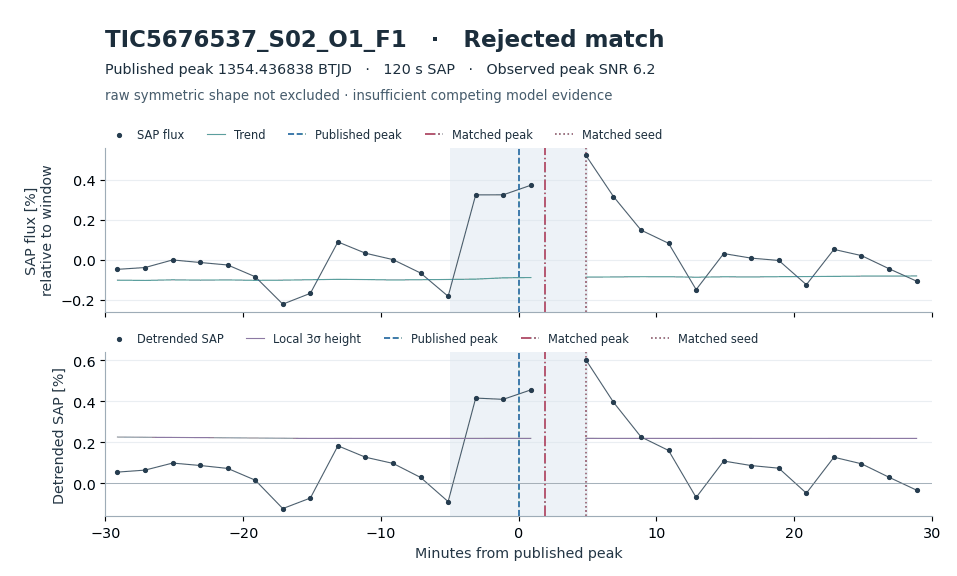 TIC5676537_S02_O1_F1 · Rejected match
Published peak 1354.436838 BTJD · 120 s SAP · Observed peak SNR 6.2
raw symmetric shape not excluded · insufficient competing model evidence
SAP flux Trend Published peak Matched peak Matched seed
SAP flux [%]
relative to window
0.4
0.2
0.0
−0.2
Detrended SAP Local 3σ height Published peak Matched peak Matched seed
Detrended SAP [%]
0.6
0.4
0.2
0.0
−30 −20 −10 0 10 20 30
Minutes from published peak